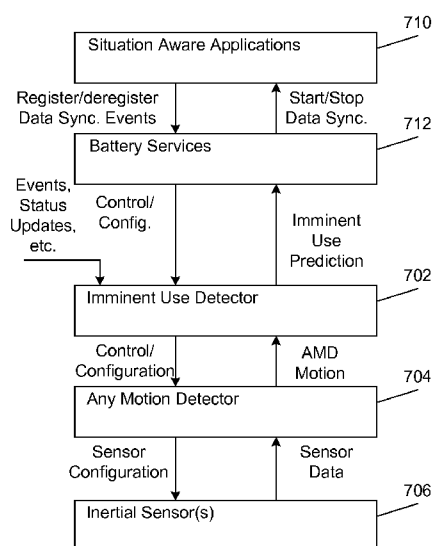 710
Situation Aware Applications
Register/deregister
Data Sync. Events
Start/Stop
Data Sync.
712
Battery Services
Events,
Status
Updates,
etc.
Control/
Config.
Imminent
Use
Prediction
702
Imminent Use Detector
Control/
Configuration
AMD
Motion
704
Any Motion Detector
Sensor
Configuration
Sensor
Data
706
Inertial Sensor(s)